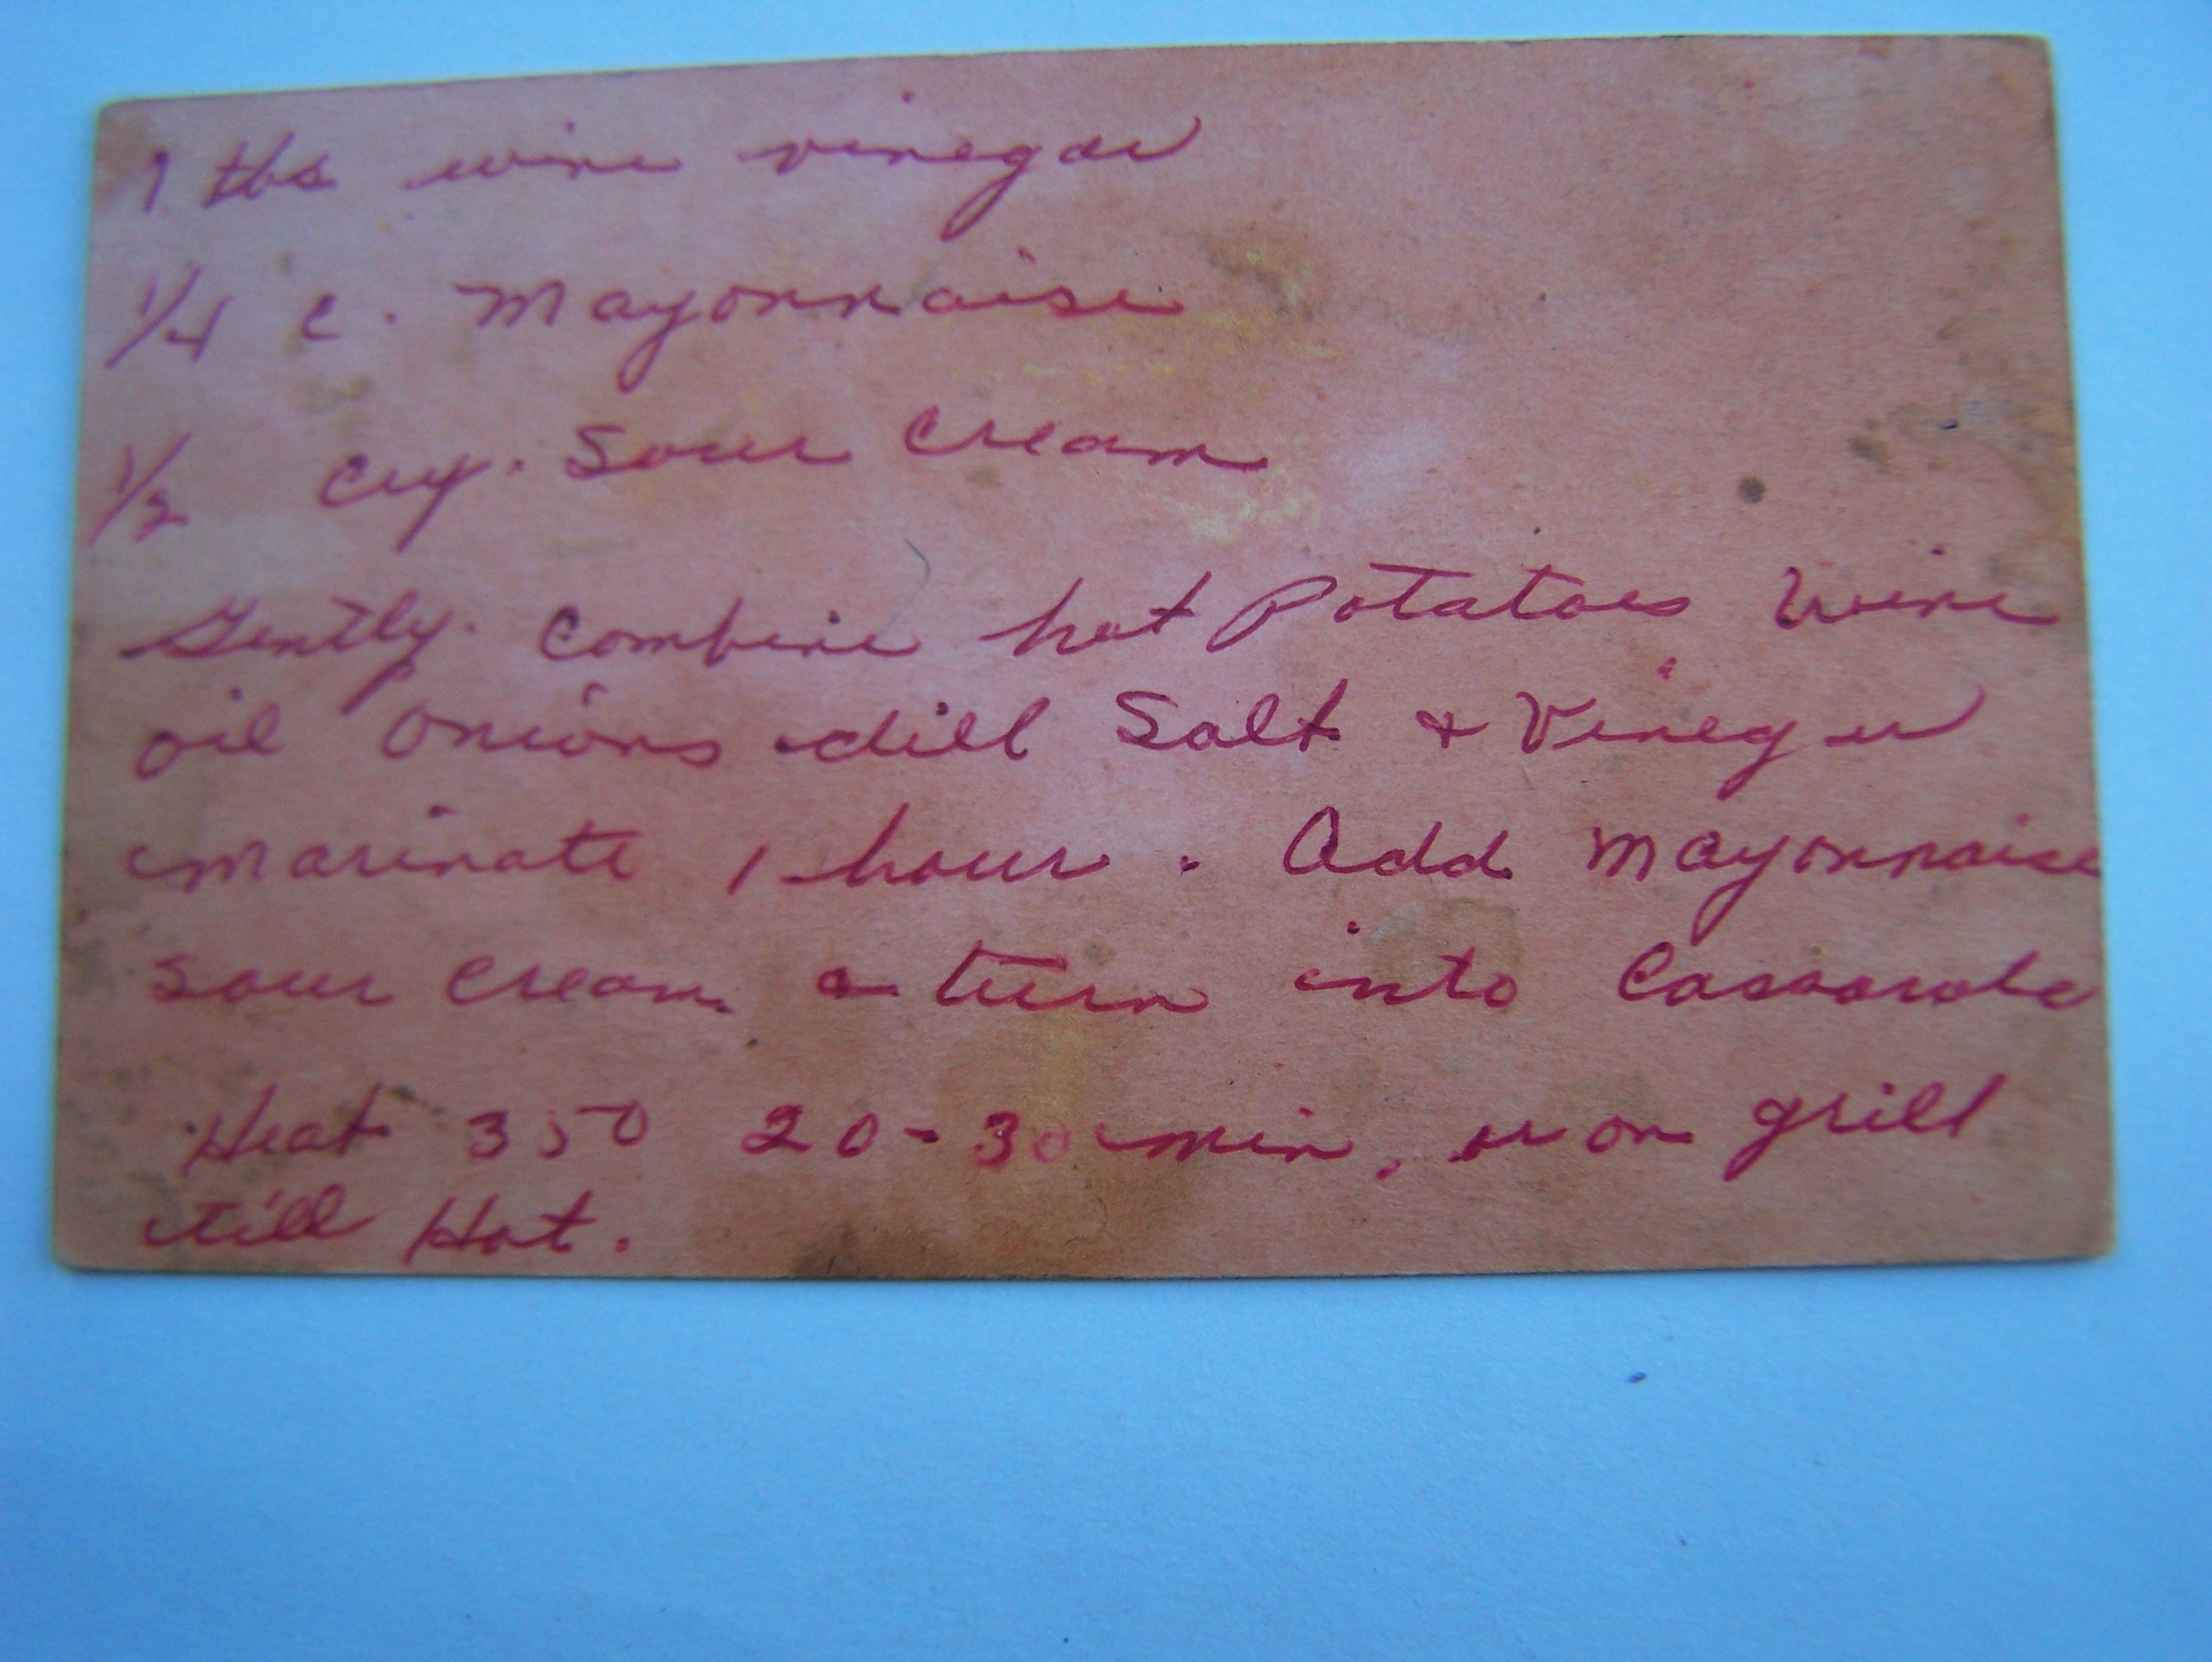 1 tbs wine vinegar
1/4 c. Mayonnaise
1/2 cup. Sour Cream
Gently. Combine hot Potatoes Wine
oil Onions dill Salt & Vinegar
marinate 1 hour. Add Mayonnaise
sour cream & turn into Cassarole
Heat 350 20-30 min, or on grill
till Hot.